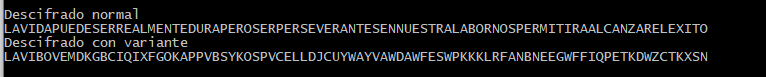 Descifrado normal
LAVIDAPUEDESERREALMENTEDURAPEROSERPERSEVERANTESENNUESTRALABORNOSPERMITIRAALCANZARELEXITO
Descifrado con variante
LAVIBOVEMDKGBCIQIXFGOKAPPVBSYKOSPVCELLDJCUYWAYVAWDAWFESWPKKKLRFANBNEEGWFFIQPETKDWZCTKXSN